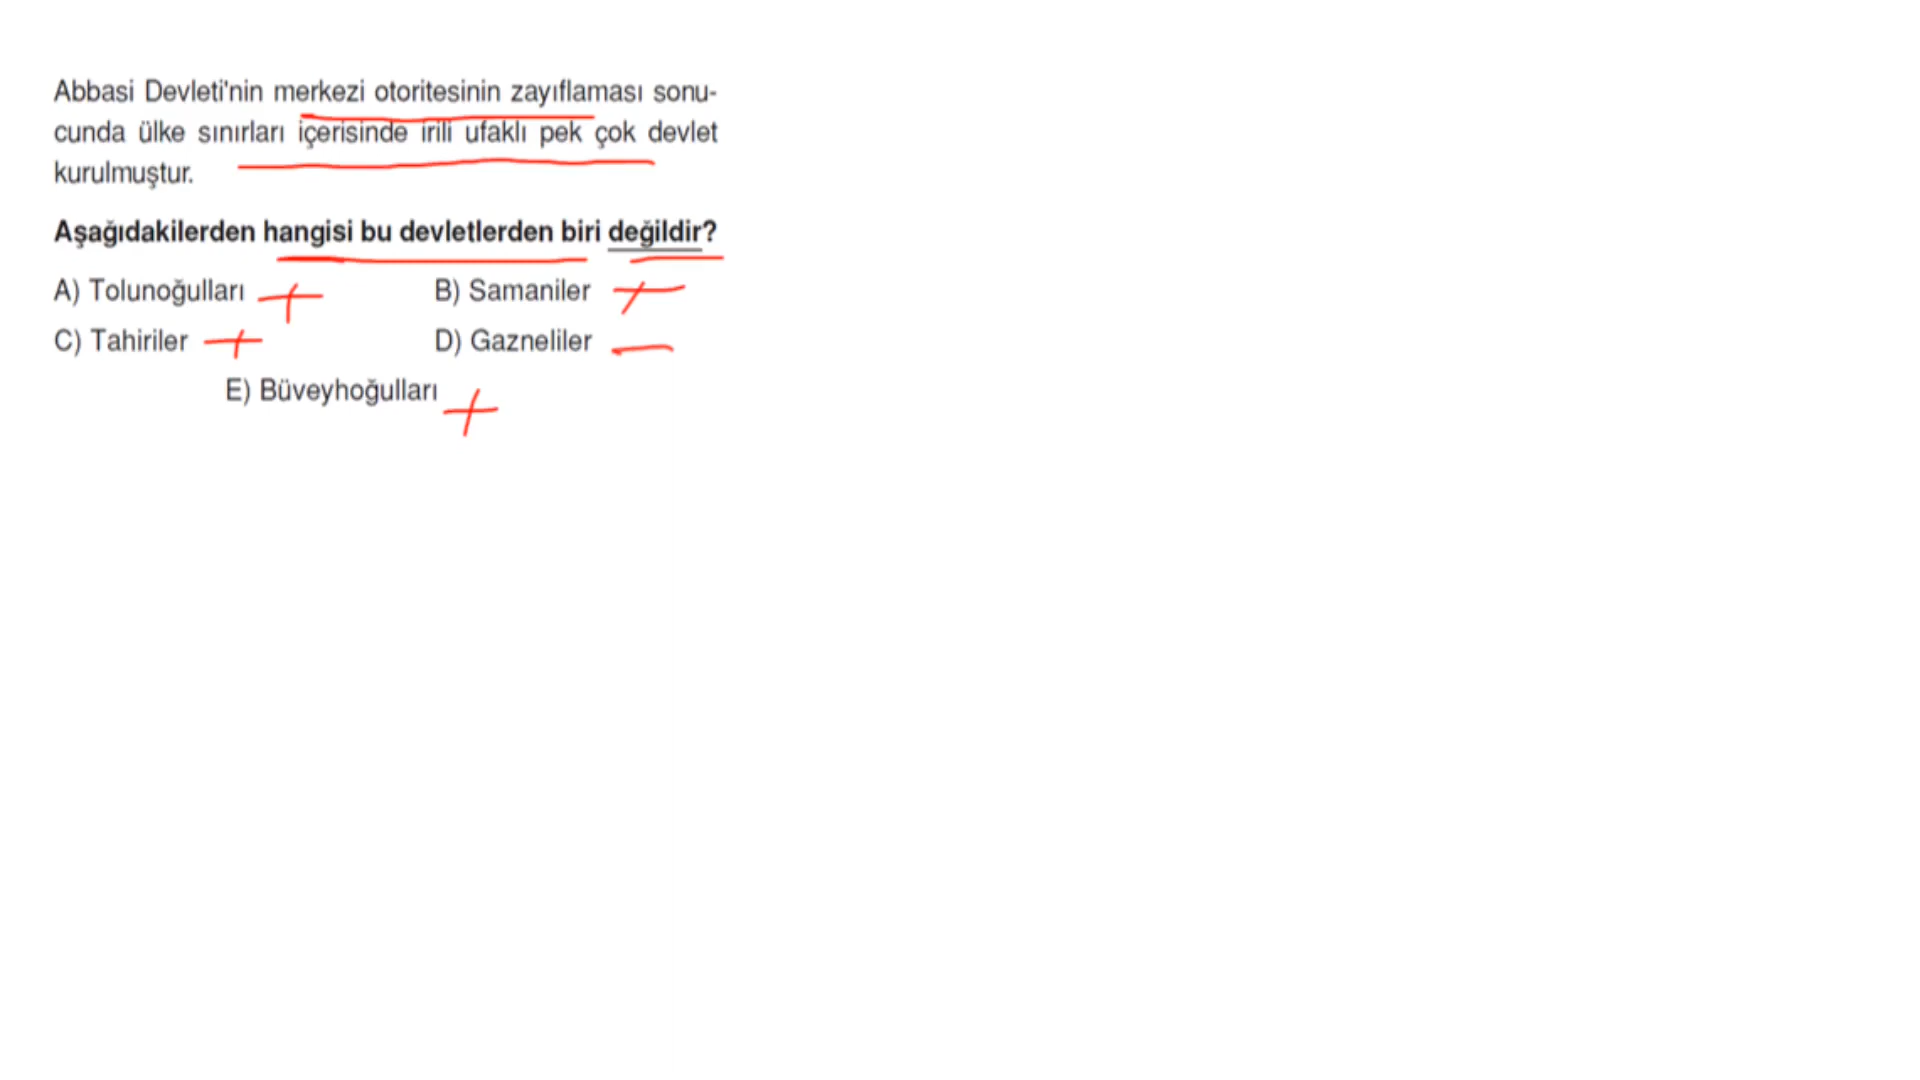 Abbasi Devleti'nin merkezi otoritesinin zayıflaması sonu-
cunda ülke sınırları içerisinde irili ufaklı pek çok devlet
kurulmuştur.
Aşağıdakilerden hangisi bu devletlerden biri değildir?
A) Tolunoğulları + B) Samaniler +
C) Tahiriler + D) Gazneliler -
E) Büveyhoğulları +